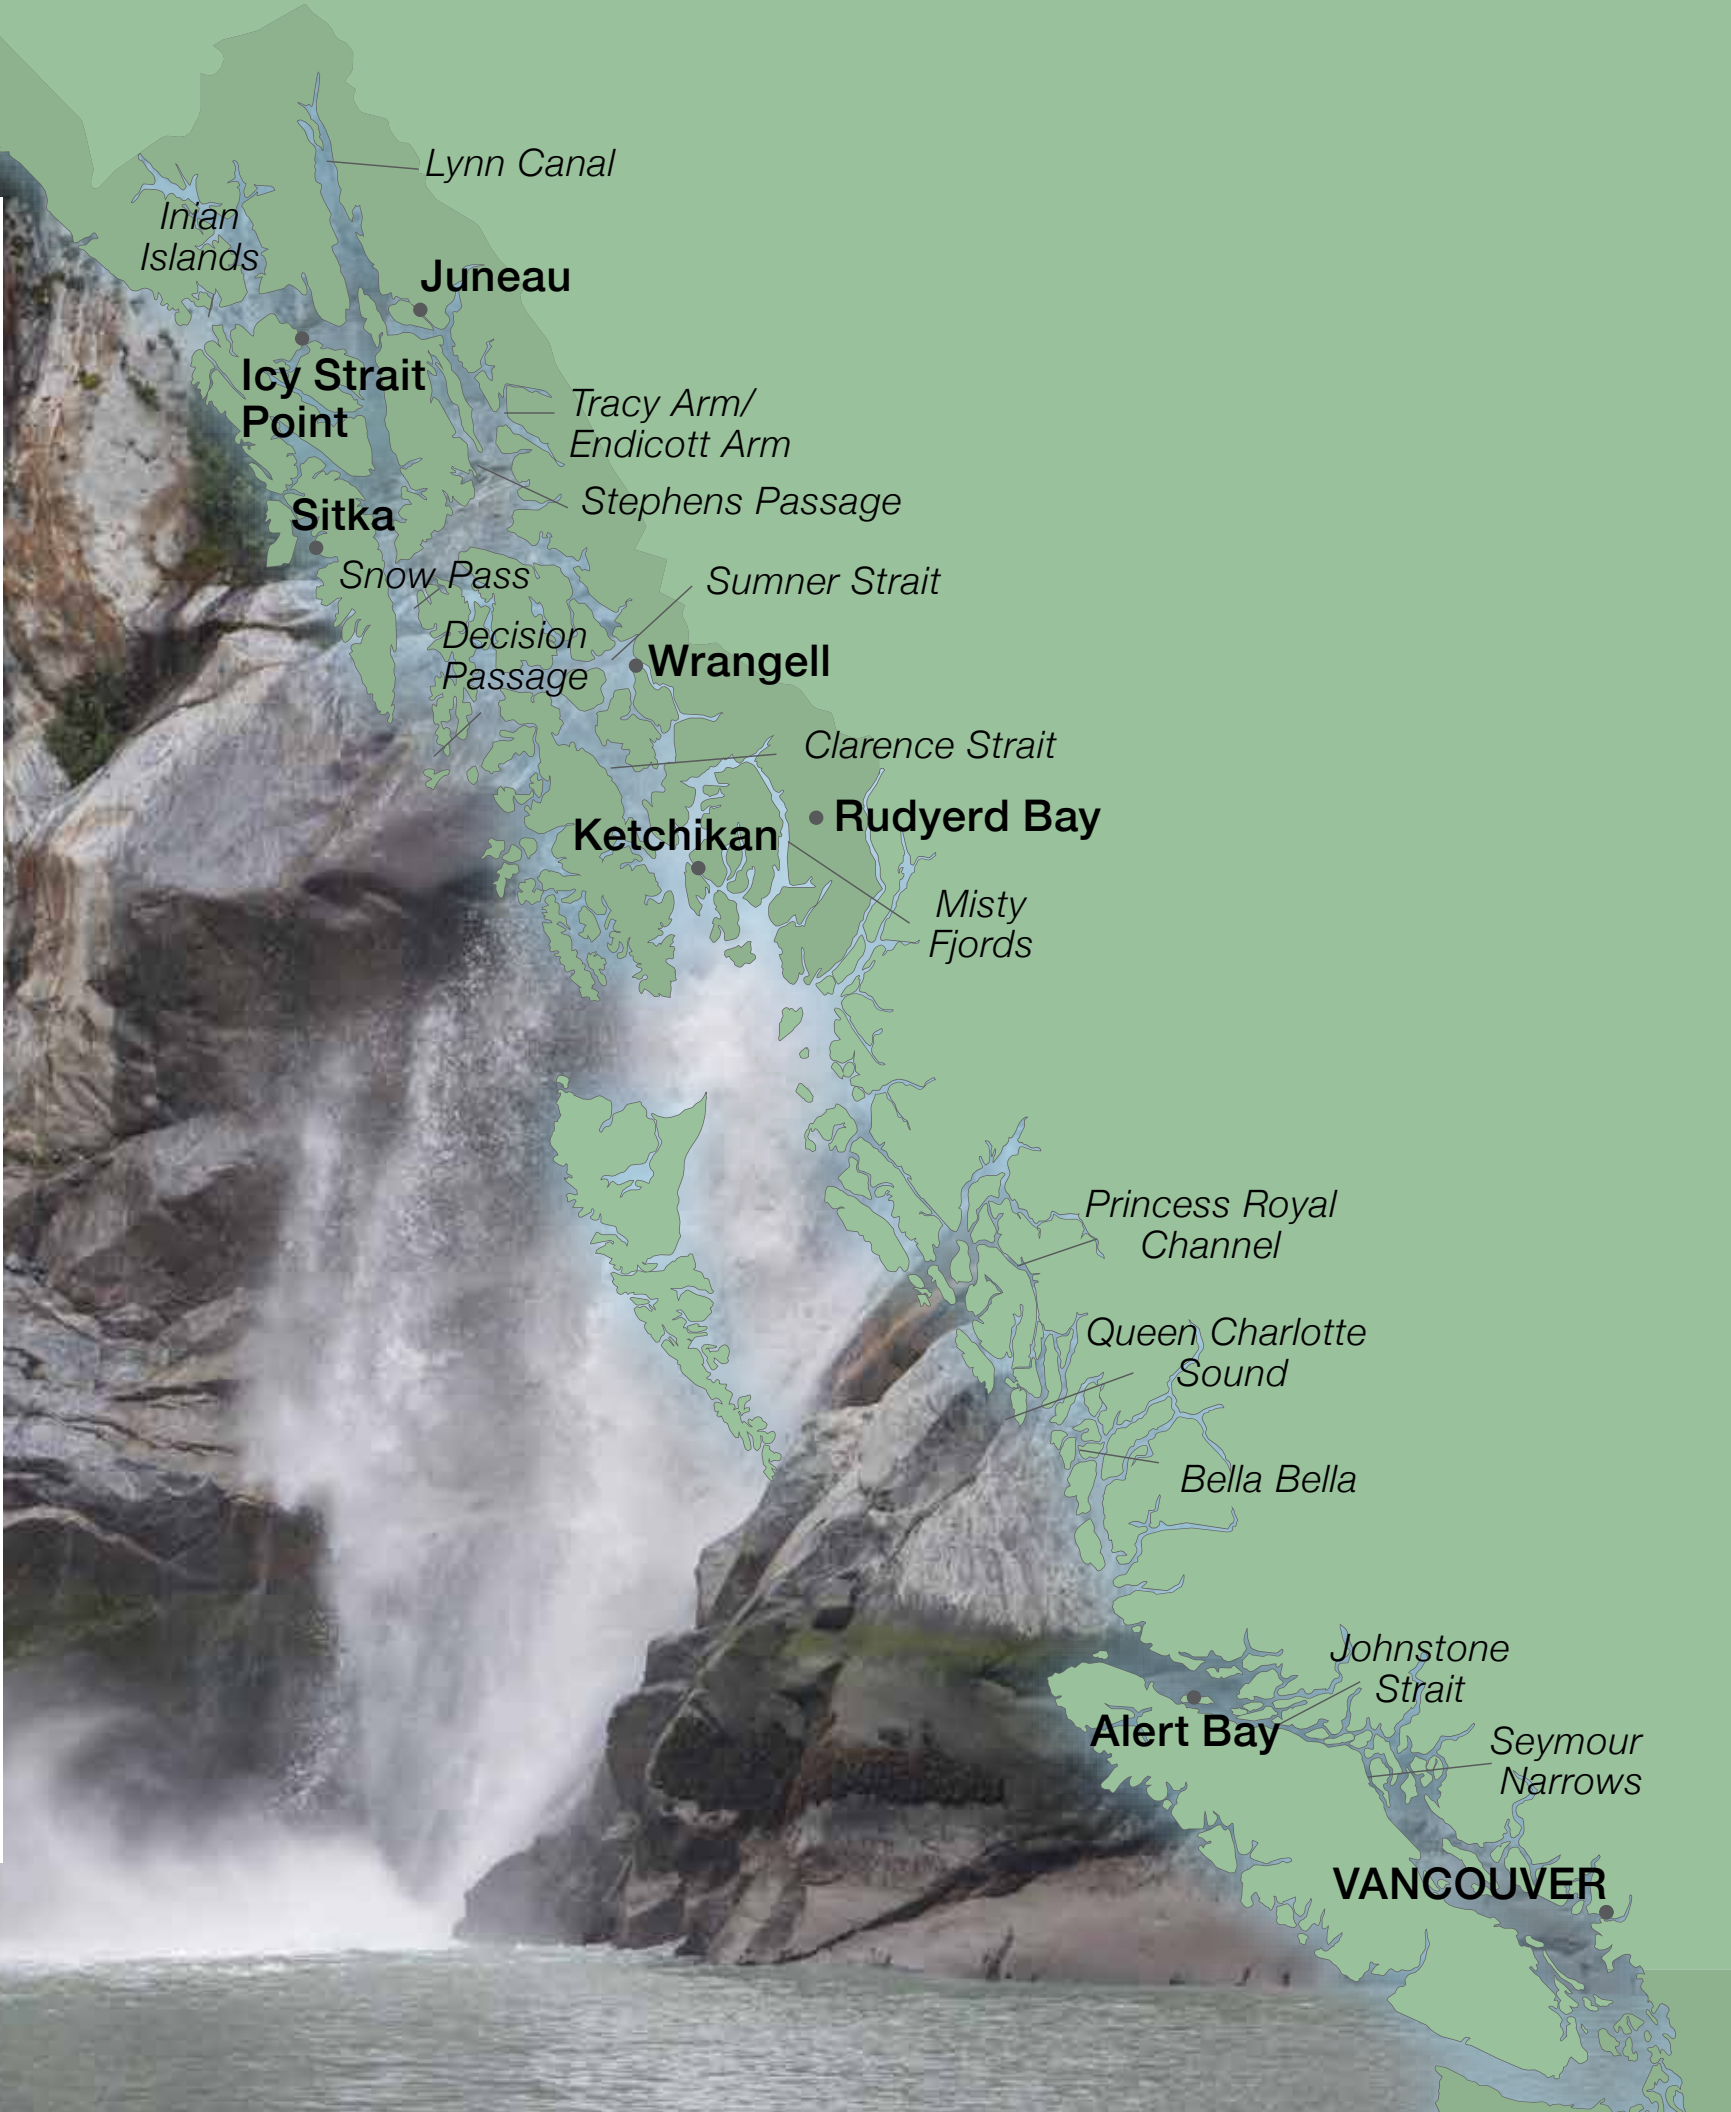 Lynn Canal
Inian
Islands
Juneau
Icy Strait
Point
Tracy Arm/
Endicott Arm
Stephens Passage
Sitka
Snow Pass
Sumner Strait
Decision
Passage
Wrangell
Clarence Strait
Rudyerd Bay
Ketchikan
Misty
Fjords
Princess Royal
Channel
Queen Charlotte
Sound
Bella Bella
Johnstone
Strait
Alert Bay
Seymour
Narrows
VANCOUVER